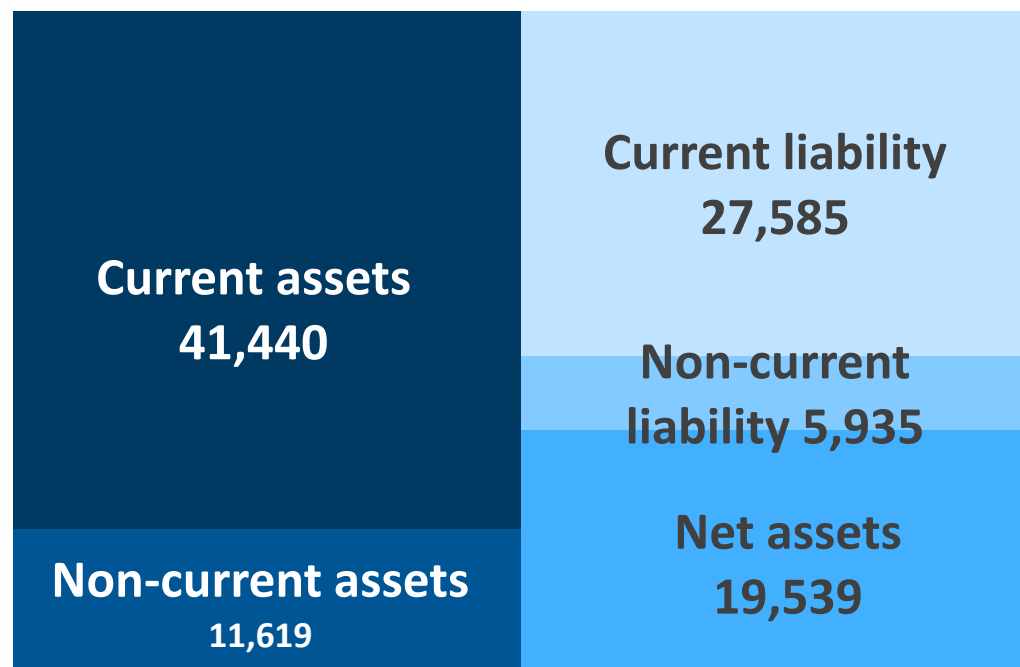 Current assets
41,440
Non-current assets
11,619
Current liability
27,585
Non-current
liability 5,935
Net assets
19,539